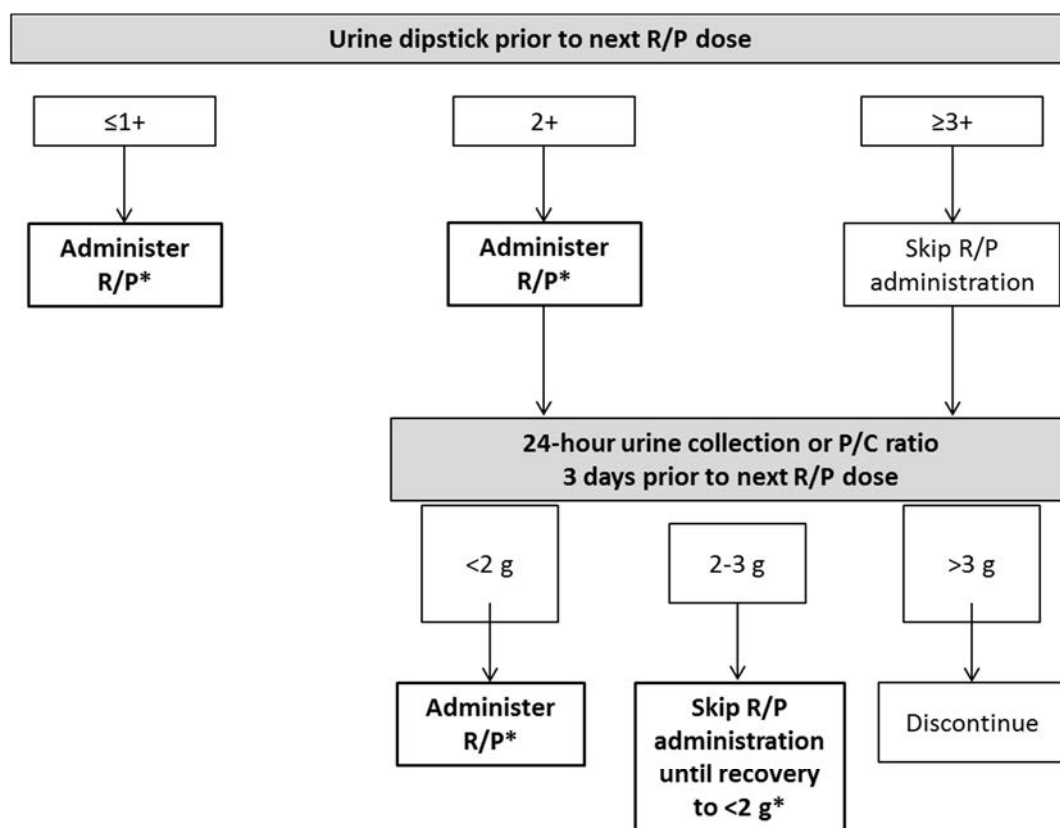 Urine dipstick prior to next R/P dose
≤1+
2+
≥3+
Administer
R/P*
Administer
R/P*
Skip R/P
administration
24-hour urine collection or P/C ratio
3 days prior to next R/P dose
<2 g
2-3 g
>3 g
Administer
R/P*
Skip R/P
administration
until recovery
to <2 g*
Discontinue